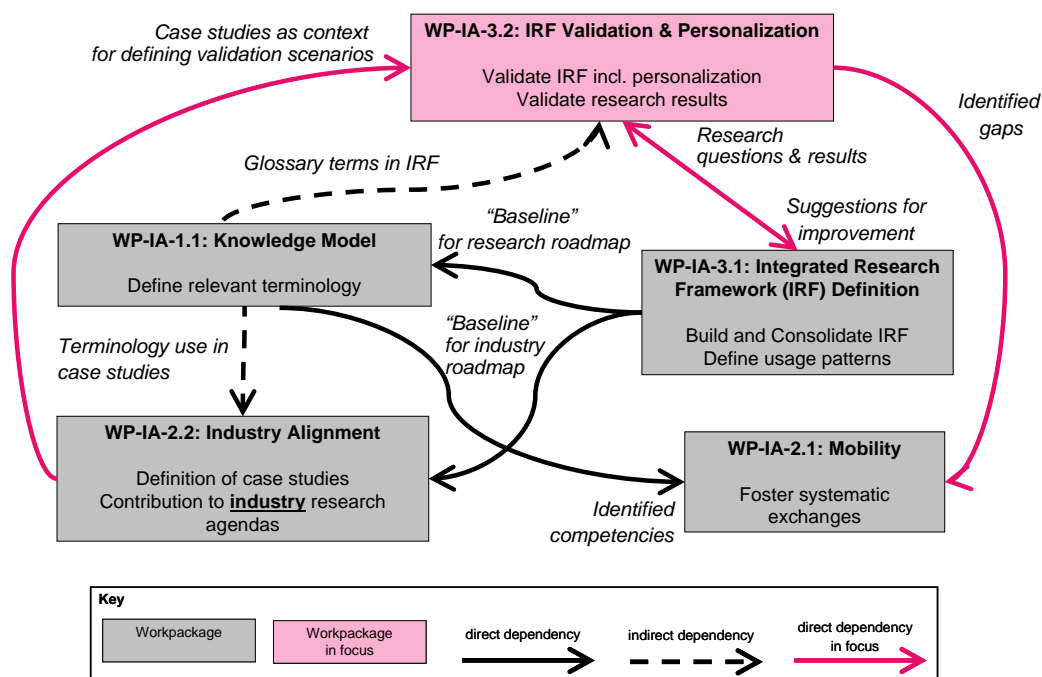 Case studies as context
for defining validation scenarios
WP-IA-3.2: IRF Validation & Personalization
Validate IRF incl. personalization
Validate research results
Identified
gaps
Research
questions & results
Glossary terms in IRF
Suggestions for
improvement
“Baseline”
for research roadmap
WP-IA-1.1: Knowledge Model
Define relevant terminology
WP-IA-3.1: Integrated Research
Framework (IRF) Definition
Build and Consolidate IRF
Define usage patterns
“Baseline”
for industry
roadmap
Terminology use in
case studies
WP-IA-2.2: Industry Alignment
Definition of case studies
Contribution to industry research
agendas
WP-IA-2.1: Mobility
Foster systematic
exchanges
Identified
competencies
Key
Workpackage
Workpackage
in focus
direct dependency
indirect dependency
direct dependency
in focus